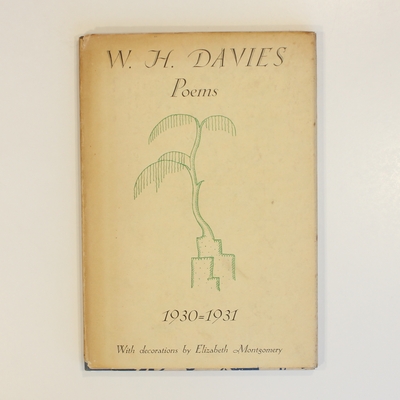 W. H. DAVIES
Poems
1930=1931
With decorations by Elizabeth Montgomery